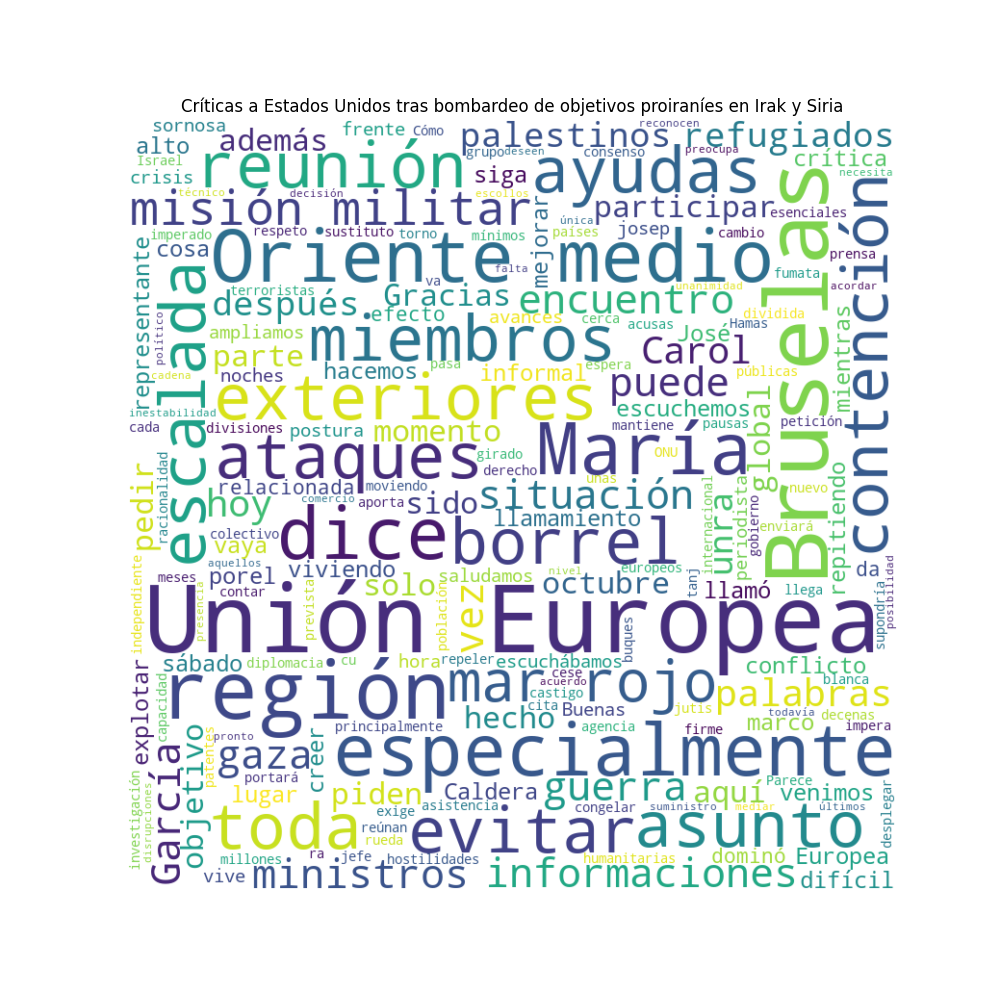 Críticas a Estados Unidos tras bombardeo de objetivos proiraníes en Irak y Siria
sornosa
además
frente
Cómo
palestinos
reconocen
refugiados
alto
Israel
crisis
reunión
grupo
deseen
consenso
preocupa
crítica
necesita
siga
ayudas
técnico
decisión
escollos
misión militar
participar
esenciales
única
países
josep
cambio
prensa
imperado
respeto
sustituto
torno
mínimos
mejorar
cosa
Oriente medio
falta
va
fumata
acordar
representante
terroristas
unanimidad
después
Gracias
encuentro
efecto
avances
cerca
acusas
José
Hamas
dividida
ampliamos
político
miembros
Carol
mientras
parte
pasa
espera
cadena
noches
hacemos
informal
puede
públicas
escalada
exteriores
Bruselas
contención
inestabilidad
escuchemos
cada
divisiones
postura
momento
mantiene
pausas
petición
global
ataques
girado
María
ONU
derecho
unas
pedir
racionalidad
relacionada
moviendo
comercio
aporta
sido
situación
internacional
periodista
nuevo
hoy
colectivo
llamamiento
unra
gobierno
enviará
repitiendo
vaya
dice
borrel
aquellos
viviendo
nivel
europeos
tanj
meses
porel
contar
solo
saludamos
octubre
llamó
llega
da
independiente
presencia
Unión Europea
prevista
población
vez
supondría
posibilidad
sábado
diplomacia
cu
hora
repeler
escuchábamos
buques
conflicto
región
mar rojo
cese
acuerdo
castigo
blanca
palabras
explotar
capacidad
cita
Buenas
jutis
todavía
decenas
principalmente
hecho
agencia
firme
marco
impera
pronto
patentes
objetivo
gaza
creer
especialmente
García
portará
lugar
piden
Caldera
guerra
aquí
Parece
venimos
investigación
disrupciones
asistencia
exige
congelar
suministro
mediar
últimos
desplegar
toda
reúnan
rueda
evitar
asunto
millones
ra
jefe
hostilidades
humanitarias
dominó
Europea
vive
ministros
informaciones
difícil